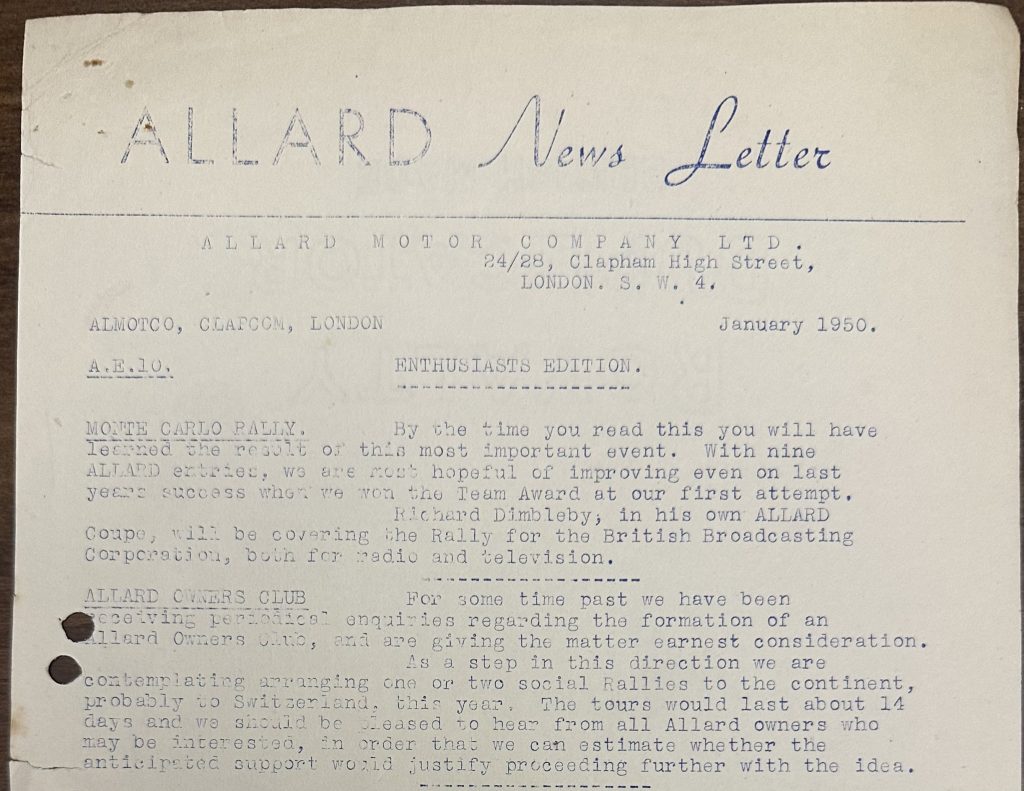 ALLARD News Letter
ALLARD MOTOR COMPANY LTD.
24/28, Clapham High Street,
LONDON. S. W. 4.
ALMOTCO, CLAPCOM, LONDON
January 1950.
A.E.10.
ENTHUSIASTS EDITION.
MONTE CARLO RALLY. By the time you read this you will have
learned the result of this most important event. With nine
ALLARD entries, we are most hopeful of improving even on last
years success when we won the Team Award at our first attempt.
Richard Dimbleby, in his own ALLARD
Coupe, will be covering the Rally for the British Broadcasting
Corporation, both for radio and television.
ALLARD OWNERS CLUB For some time past we have been
receiving periodical enquiries regarding the formation of an
Allard Owners Club, and are giving the matter earnest consideration.
As a step in this direction we are
contemplating arranging one or two social Rallies to the continent,
probably to Switzerland, this year. The tours would last about 14
days and we should be pleased to hear from all Allard owners who
may be interested, in order that we can estimate whether the
anticipated support would justify proceeding further with the idea.